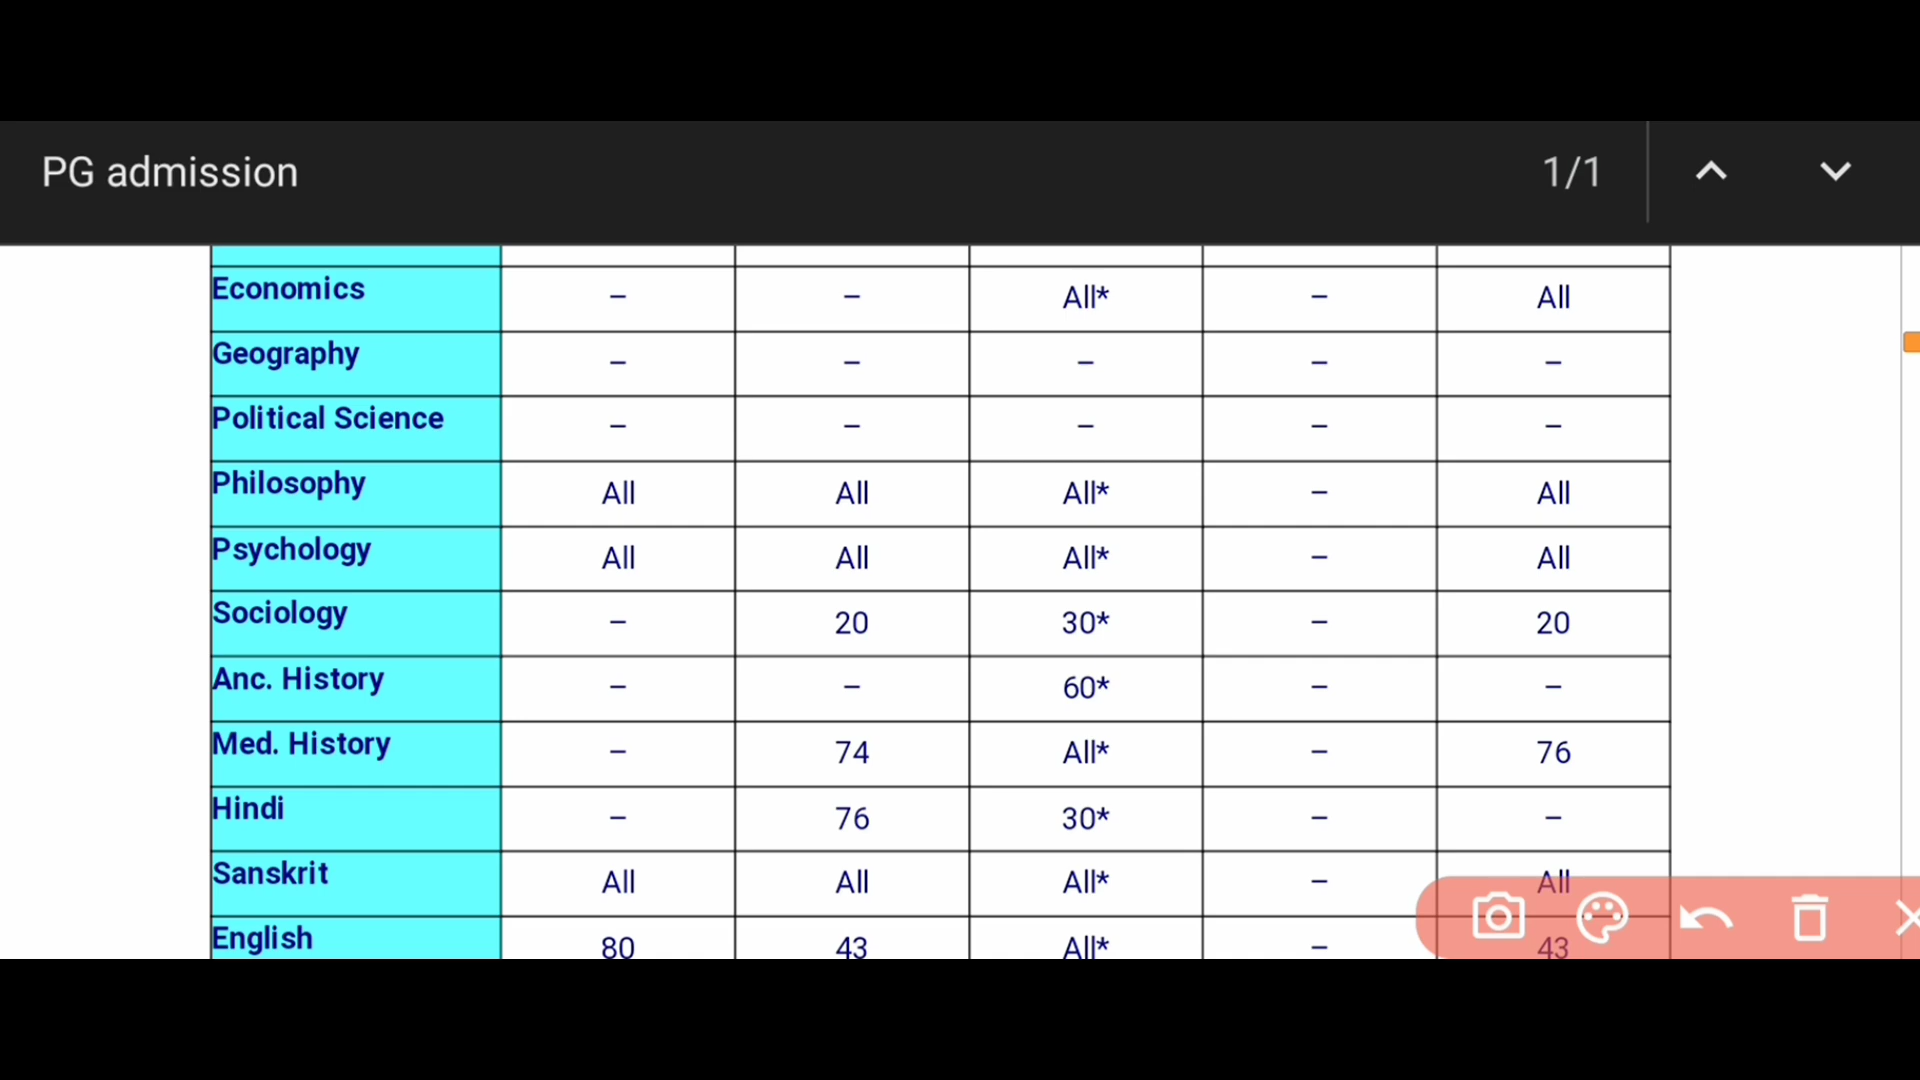 PG admission 1/1
Economics – – All* – All
Geography – – – – –
Political Science – – – – –
Philosophy All All All* – All
Psychology All All All* – All
Sociology – 20 30* – 20
Anc. History – – 60* – –
Med. History – 74 All* – 76
Hindi – 76 30* – –
Sanskrit All All All* – All
English 80 43 All* – 43